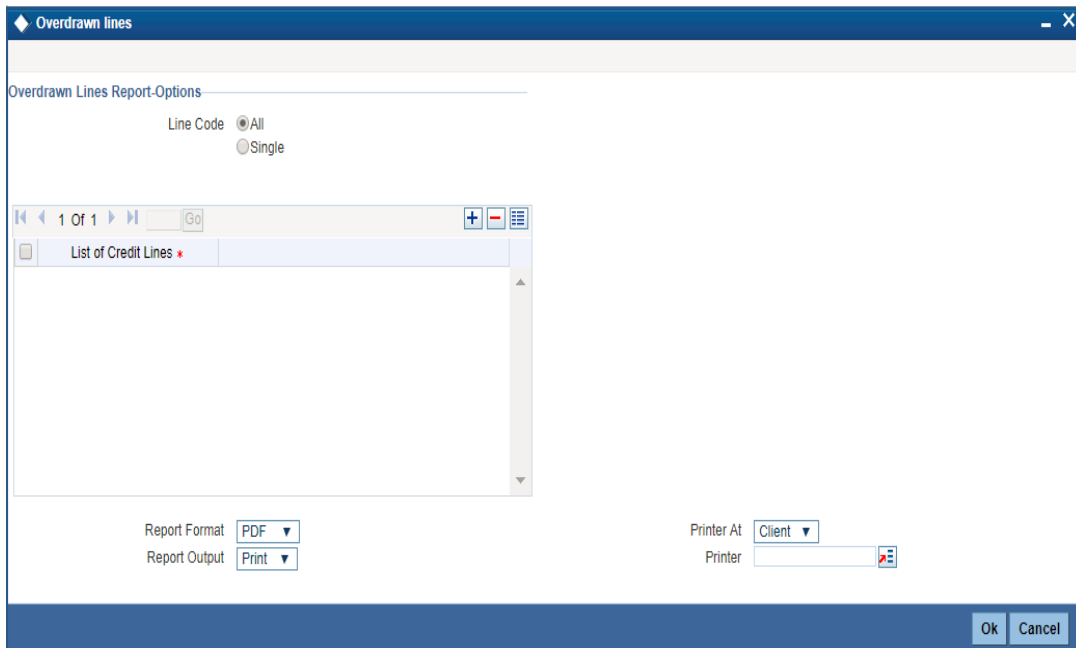 Overdrawn lines
Overdrawn Lines Report-Options
Line Code All
Single
1 Of 1 Go
List of Credit Lines *
Report Format PDF
Printer At Client
Report Output Print
Printer
Ok Cancel